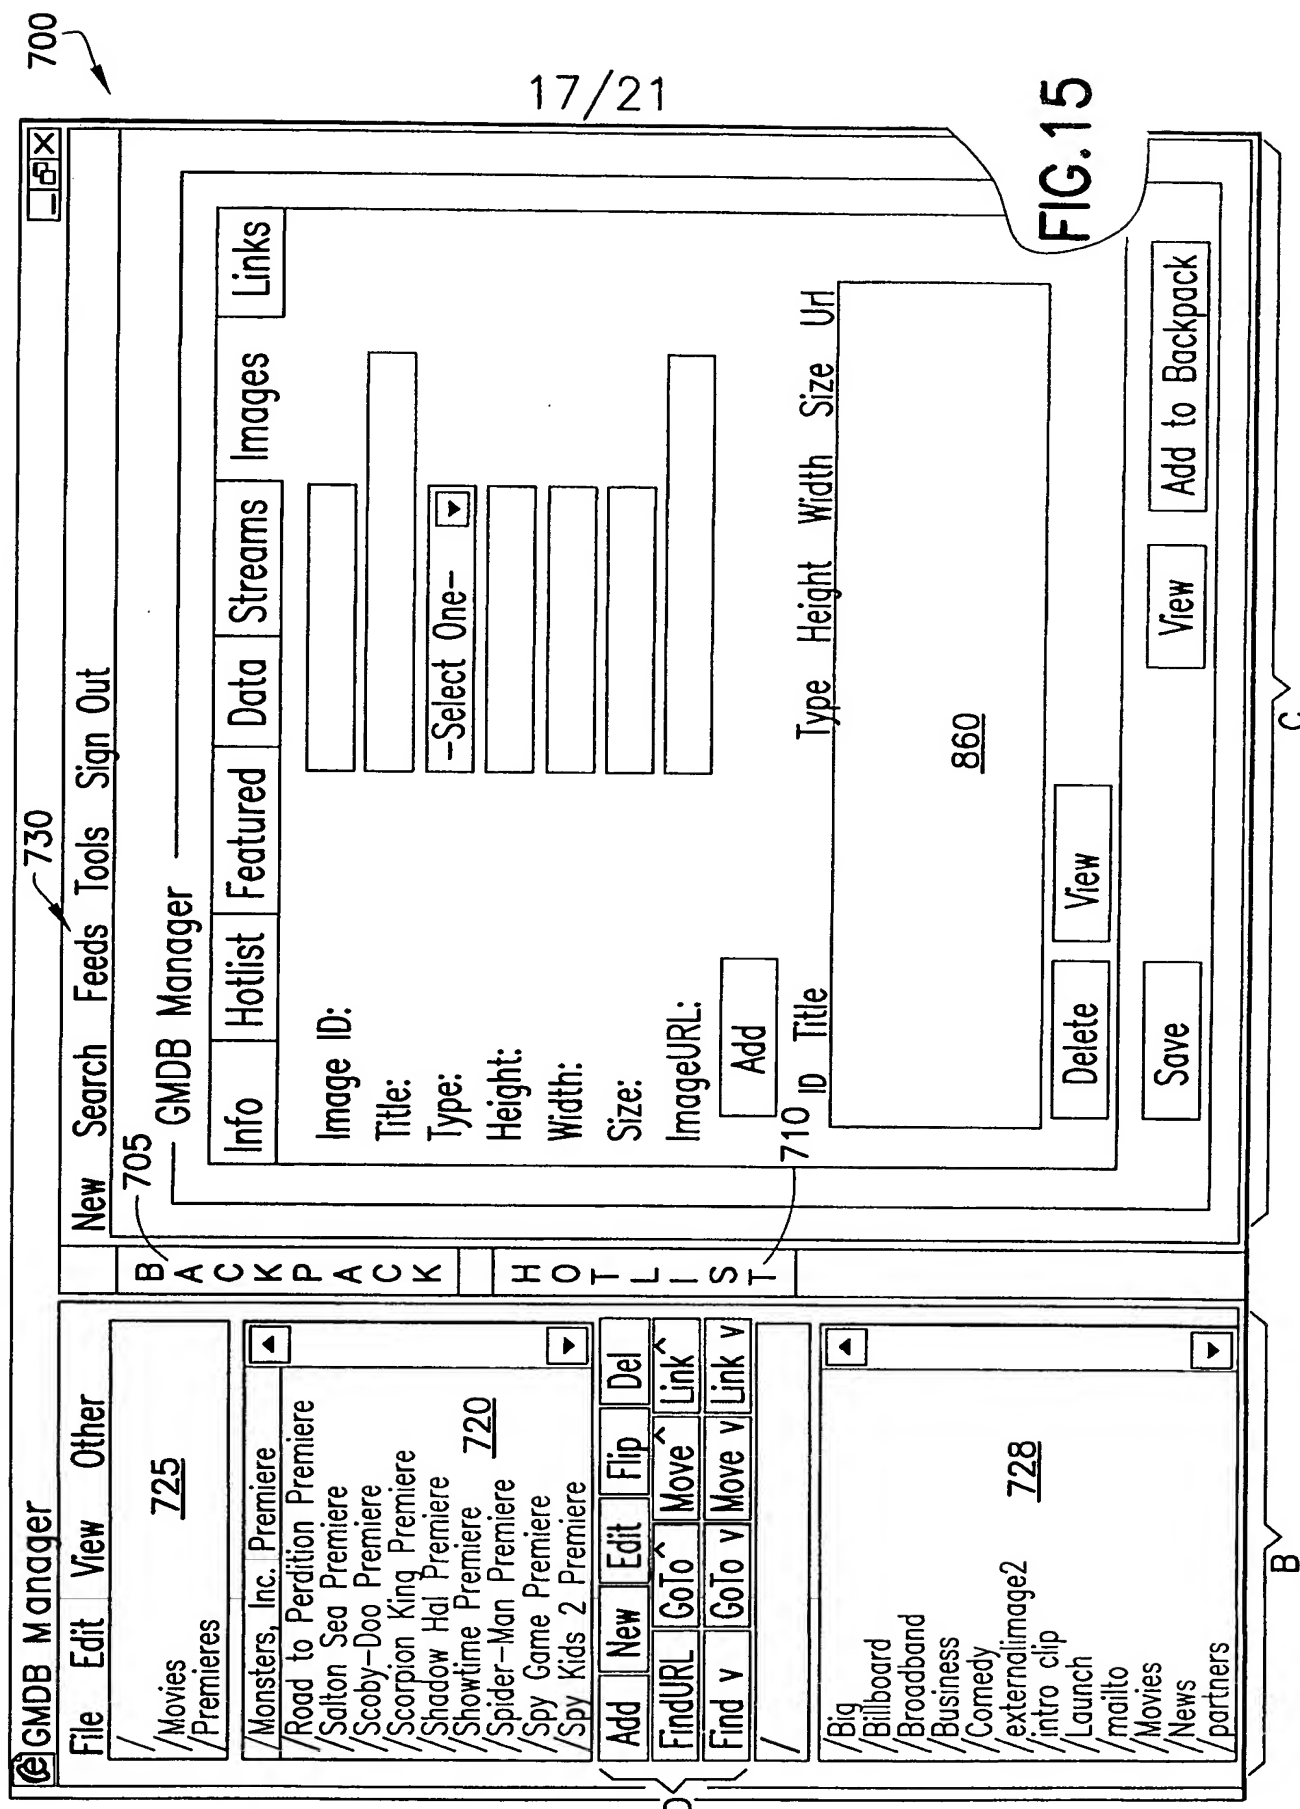 17/21
700
GMDB Manager
File Edit View Other
/
/Movies
/Premieres
725
/Monsters, Inc. Premiere
/Road to Perdition Premiere
/Salton Sea Premiere
/Scoby-Doo Premiere
/Scorpion King Premiere
/Shadow Hal Premiere
/Showtime Premiere
/Spider-Man Premiere
/Spy Game Premiere
/Spy Kids 2 Premiere
720
Add New Edit Flip Del
FindURL GoTo^ Move^ Link^
Find v GoTo v Move v Link v
D
/
/Big
/Billboard
/Broadband
/Business
/Comedy
/externalimage2
/intro clip
/Launch
/mailto
/Movies
/News
/partners
728
B
BACKPACK
705
HOTLIST
710
730
New Search Feeds Tools Sign Out
GMDB Manager
Info Hotlist Featured Data Streams Images Links
Image ID:
Title:
Type: -Select One-
Height:
Width:
Size:
ImageURL:
Add
ID Title Type Height Width Size Url
860
Delete View
Save View Add to Backpack
C
FIG.15